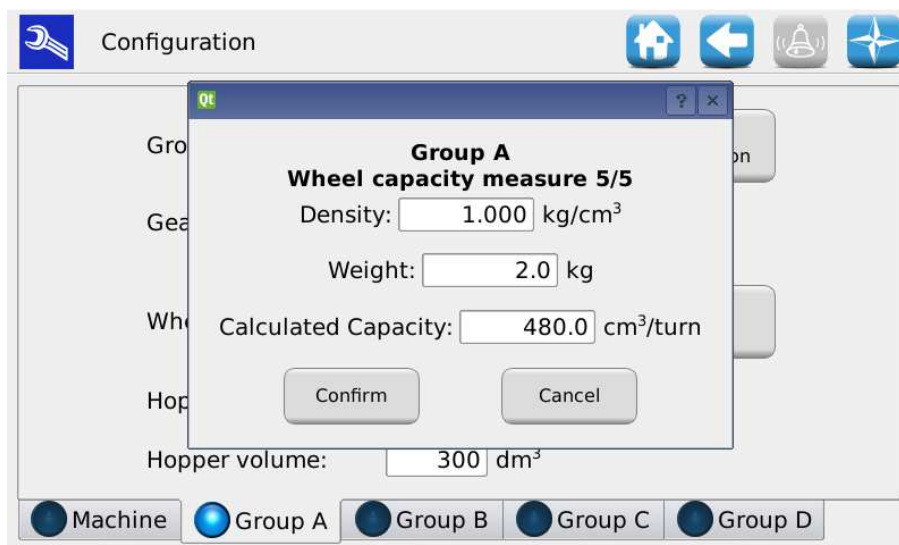 Configuration
Qt
? ×
Gro
on
Group A
Wheel capacity measure 5/5
Density: 1.000 kg/cm³
Gea
Weight: 2.0 kg
Whe
Calculated Capacity: 480.0 cm³/turn
Confirm Cancel
Hop
Hopper volume: 300 dm³
Machine Group A Group B Group C Group D